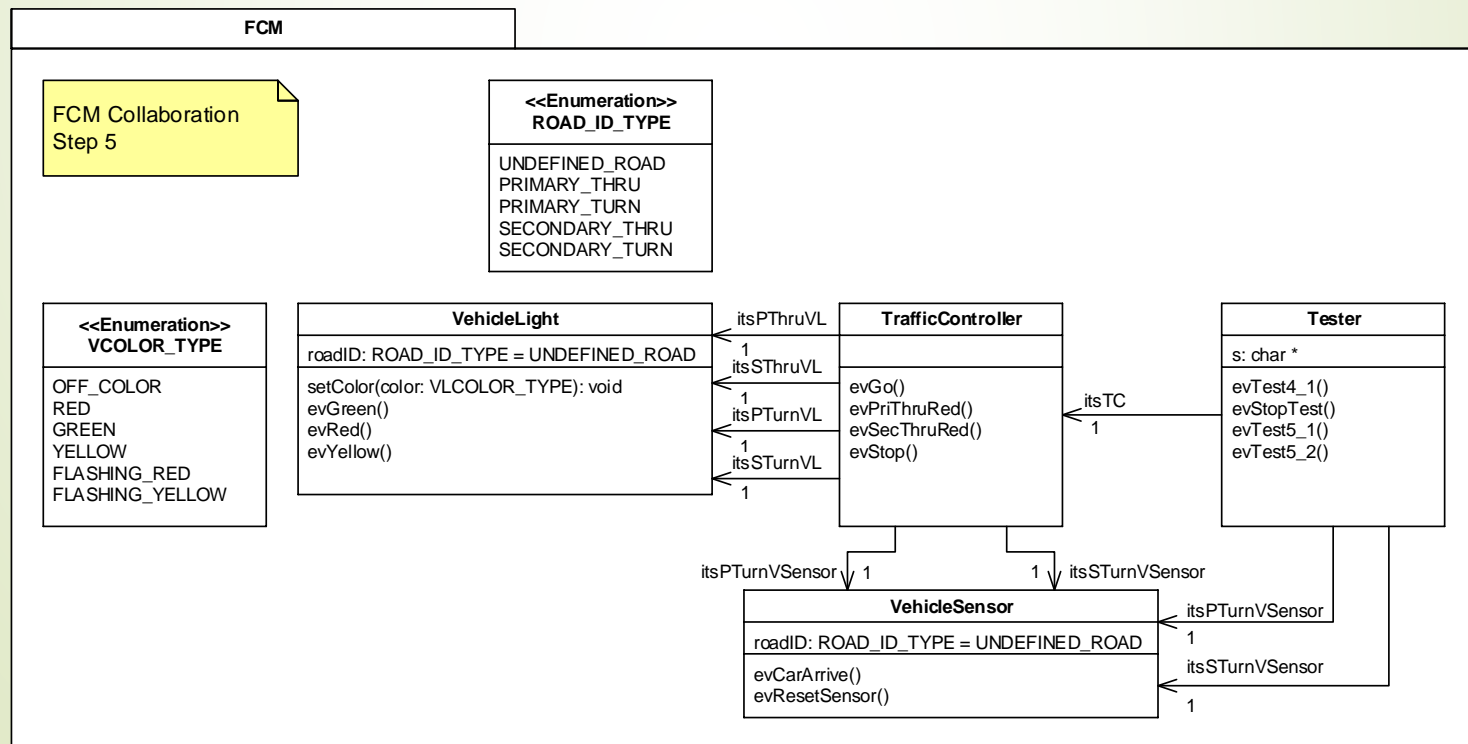 FCM
FCM Collaboration
Step 5
<<Enumeration>>
ROAD_ID_TYPE
UNDEFINED_ROAD
PRIMARY_THRU
PRIMARY_TURN
SECONDARY_THRU
SECONDARY_TURN
<<Enumeration>>
VCOLOR_TYPE
OFF_COLOR
RED
GREEN
YELLOW
FLASHING_RED
FLASHING_YELLOW
VehicleLight
roadID: ROAD_ID_TYPE = UNDEFINED_ROAD
setColor(color: VLCOLOR_TYPE): void
evGreen()
evRed()
evYellow()
itsPThruVL
1
itsSThruVL
1
itsPTurnVL
1
itsSTurnVL
1
TrafficController
evGo()
evPriThruRed()
evSecThruRed()
evStop()
itsTC
1
Tester
s: char *
evTest4_1()
evStopTest()
evTest5_1()
evTest5_2()
itsPTurnVSensor
1
1
itsSTurnVSensor
VehicleSensor
roadID: ROAD_ID_TYPE = UNDEFINED_ROAD
evCarArrive()
evResetSensor()
itsPTurnVSensor
1
itsSTurnVSensor
1